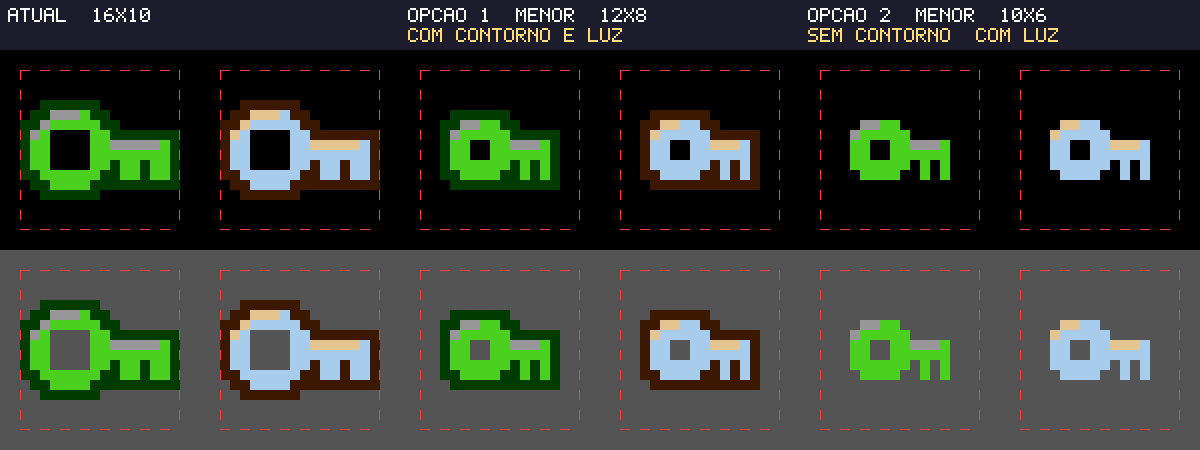 ATUAL 16X10
OPCAO 1 MENOR 12X8
COM CONTORNO E LUZ
OPCAO 2 MENOR 10X6
SEM CONTORNO COM LUZ